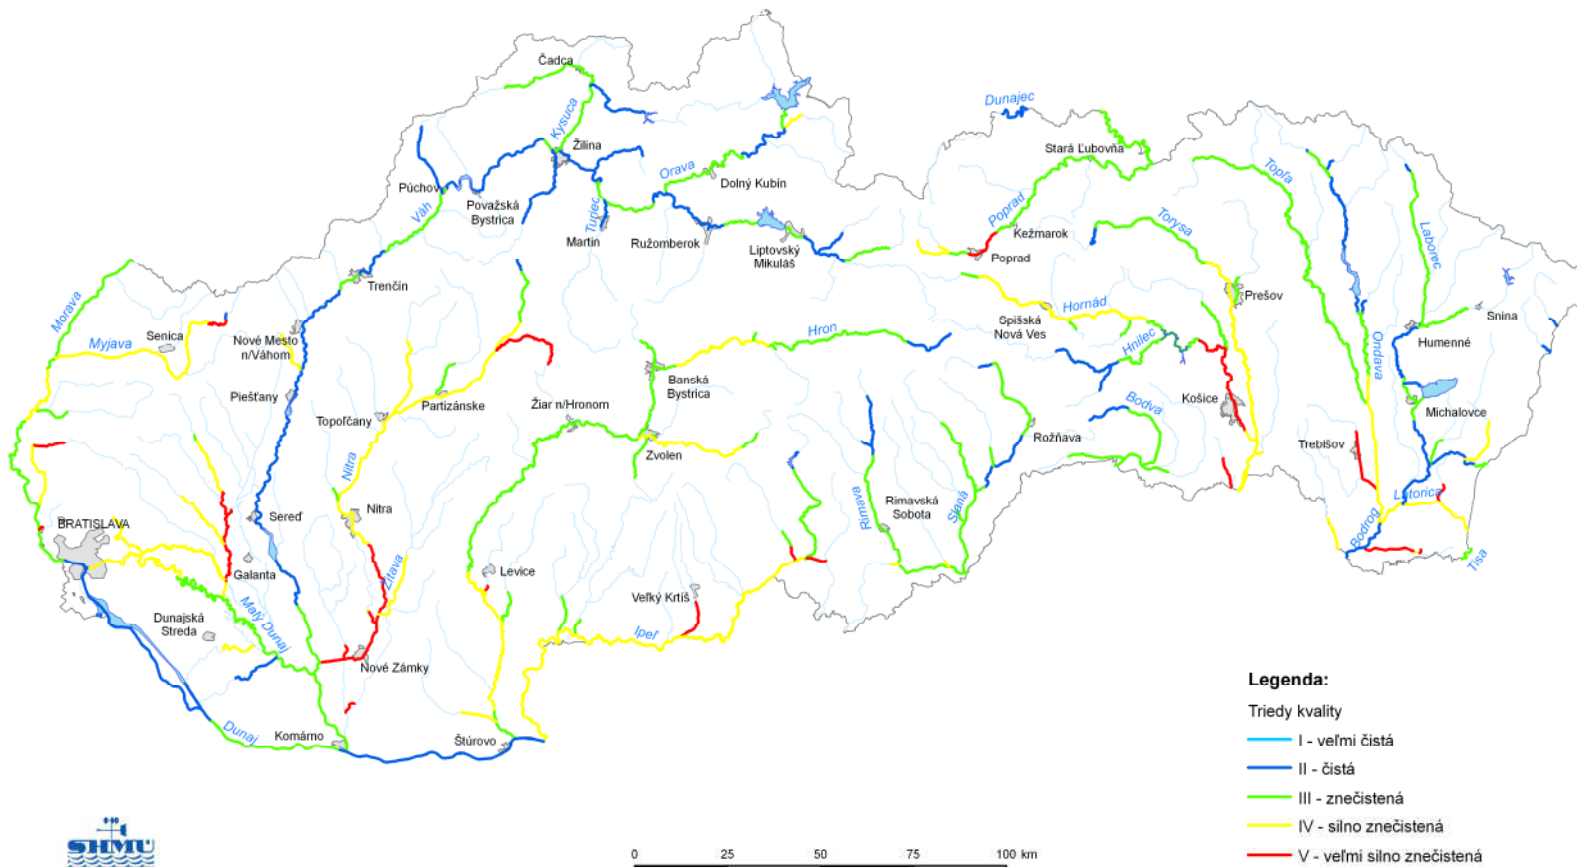 Čadca
Dunajec
Kysuca
Žilina
Stará Ľubovňa
Orava
Topľa
Dolný Kubín
Púchov
Považská
Bystrica
Váh
Poprad
Turiec
Martin
Ružomberok
Liptovský
Mikuláš
Kežmarok
Torysa
Laborec
Poprad
Trenčín
Prešov
Morava
Hornád
Snina
Senica
Myjava
Nové Mesto
n/Váhom
Spišská
Nová Ves
Hron
Hnilec
Ondava
Humenné
Banská
Bystrica
Piešťany
Partizánske
Topoľčany
Žiar n/Hronom
Košice
Bodva
Michalovce
Rožňava
Zvolen
Trebišov
Nitra
Rimava
Rimavská
Sobota
Slaná
Latorica
Nitra
Sereď
BRATISLAVA
Bodrog
Tisa
Galanta
Žitava
Levice
Malý Dunaj
Dunajská
Streda
Veľký Krtíš
Ipeľ
Nové Zámky
Dunaj
Komárno
Štúrovo
Legenda:
Triedy kvality
I - veľmi čistá
II - čistá
III - znečistená
IV - silno znečistená
V - veľmi silno znečistená
SHMÚ
0 25 50 75 100 km